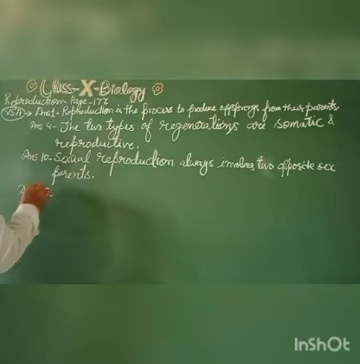 Class-X-Biology
Reproduction- Page-177
VSA → Ans1- Reproduction is the process to produce offsprings from their parents.
Ans 4- The two types of regenerations are somatic &
reproductive.
Ans 10- Sexual reproduction always involves two opposite sex
parents.
InShOt